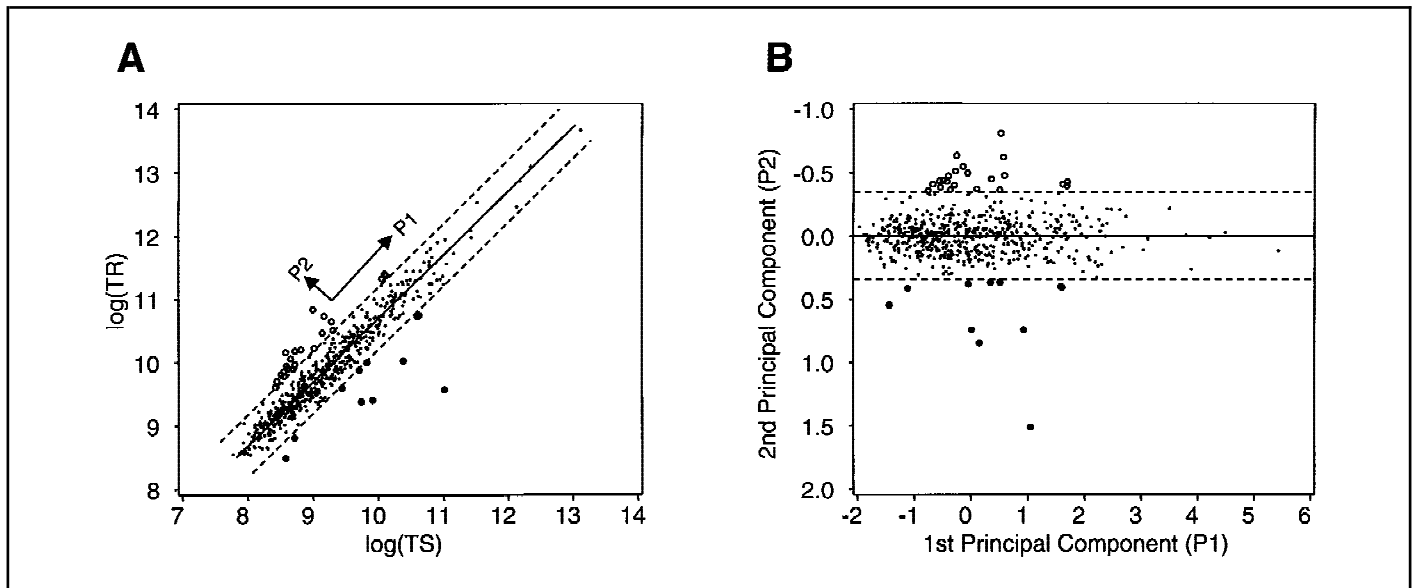 A
B
14
13
12
11
10
9
8
log(TR)
P1
P2
7 8 9 10 11 12 13 14
log(TS)
-1.0
-0.5
0.0
0.5
1.0
1.5
2.0
2nd Principal Component (P2)
-2 -1 0 1 2 3 4 5 6
1st Principal Component (P1)